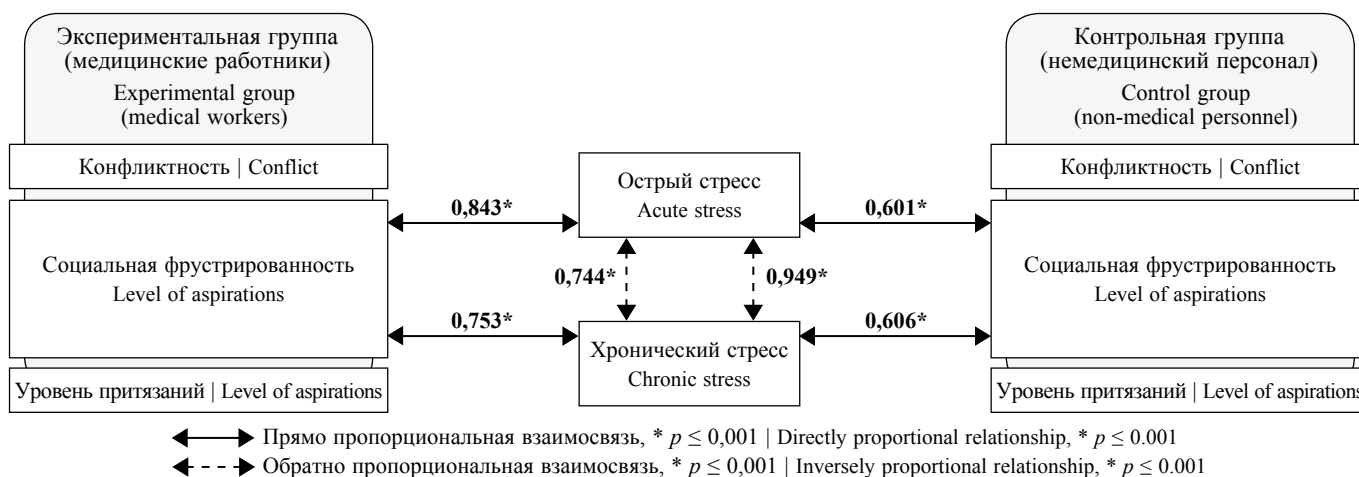 Экспериментальная группа
(медицинские работники)
Experimental group
(medical workers)
Конфликтность | Conflict
Социальная фрустрированность
Level of aspirations
Уровень притязаний | Level of aspirations
0,843*
0,753*
Острый стресс
Acute stress
0,744*
0,949*
Хронический стресс
Chronic stress
0,601*
0,606*
Контрольная группа
(немедицинский персонал)
Control group
(non-medical personnel)
Конфликтность | Conflict
Социальная фрустрированность
Level of aspirations
Уровень притязаний | Level of aspirations
Прямо пропорциональная взаимосвязь, * p ≤ 0,001 | Directly proportional relationship, * p ≤ 0.001
Обратно пропорциональная взаимосвязь, * p ≤ 0,001 | Inversely proportional relationship, * p ≤ 0.001